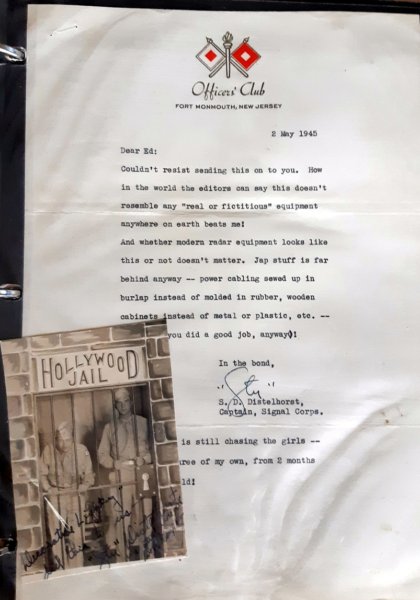 Officers' Club
FORT MONMOUTH, NEW JERSEY
2 May 1945
Dear Ed:
Couldn't resist sending this on to you. How
in the world the editors can say this doesn't
resemble any "real or fictitious" equipment
anywhere on earth beats me!
And whether modern radar equipment looks like
this or not doesn't matter. Jap stuff is far
behind anyway -- power cabling sewed up in
burlap instead of molded in rubber, wooden
cabinets instead of metal or plastic, etc. --
you did a good job, anyway!
In the bond,
"Sty"
S. D. Distelhorst,
Captain, Signal Corps.
is still chasing the girls --
ree of my own, from 2 months
ld!
HOLLYWOOD
JAIL